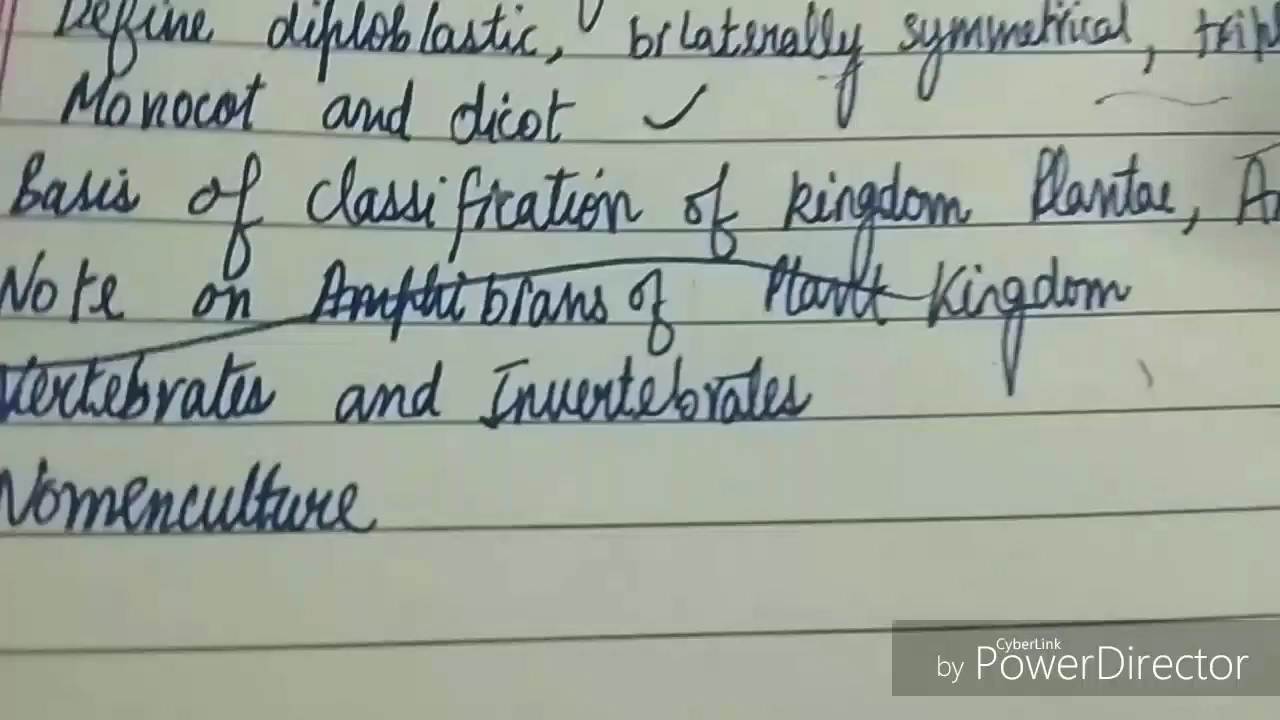 Define diploblastic, bilaterally symmetrical, trip
Monocot and dicot ✓
Basis of classification of kingdom Plantae, A
Note on Amphibians of Plant Kingdom
Vertebrates and Invertebrates
Nomenculture
CyberLink
by PowerDirector